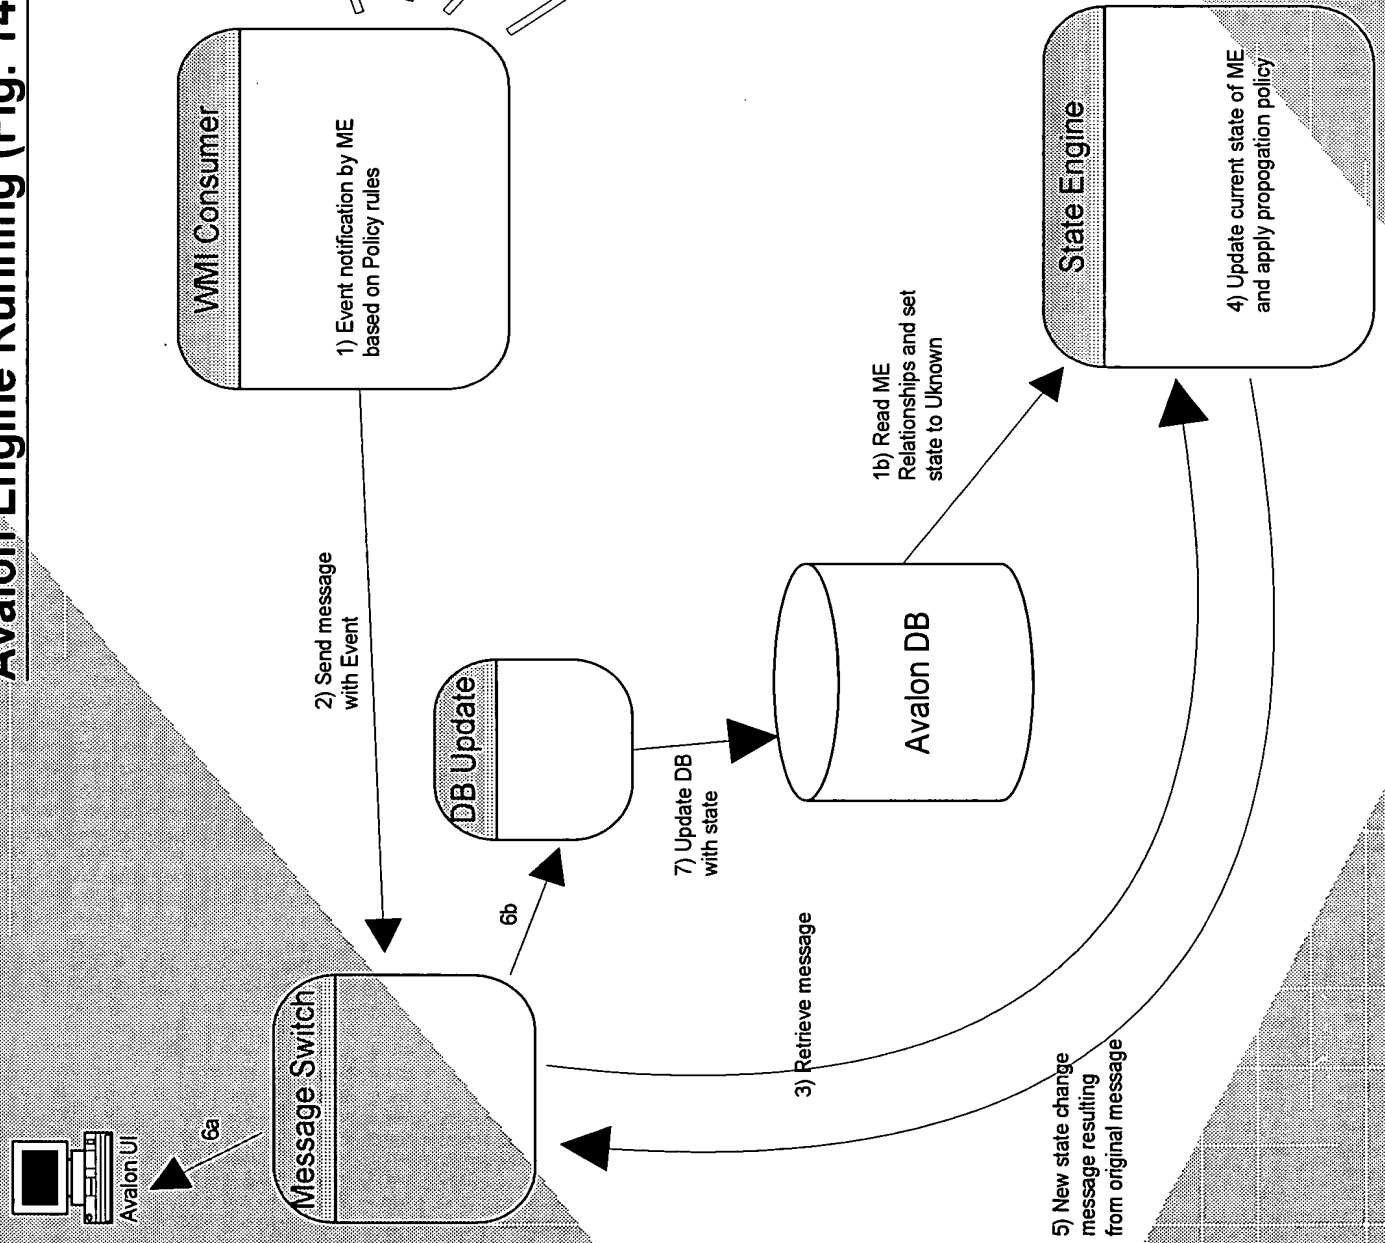 Avalon Engine Running (Fig. 14
WMI Consumer
1) Event notification by ME
based on Policy rules
2) Send message
with Event
Avalon UI
6a
Message Switch
6b
DB Update
7) Update DB
with state
Avalon DB
1b) Read ME
Relationships and set
state to Uknown
State Engine
4) Update current state of ME
and apply propogation policy
3) Retrieve message
5) New state change
message resulting
from original message